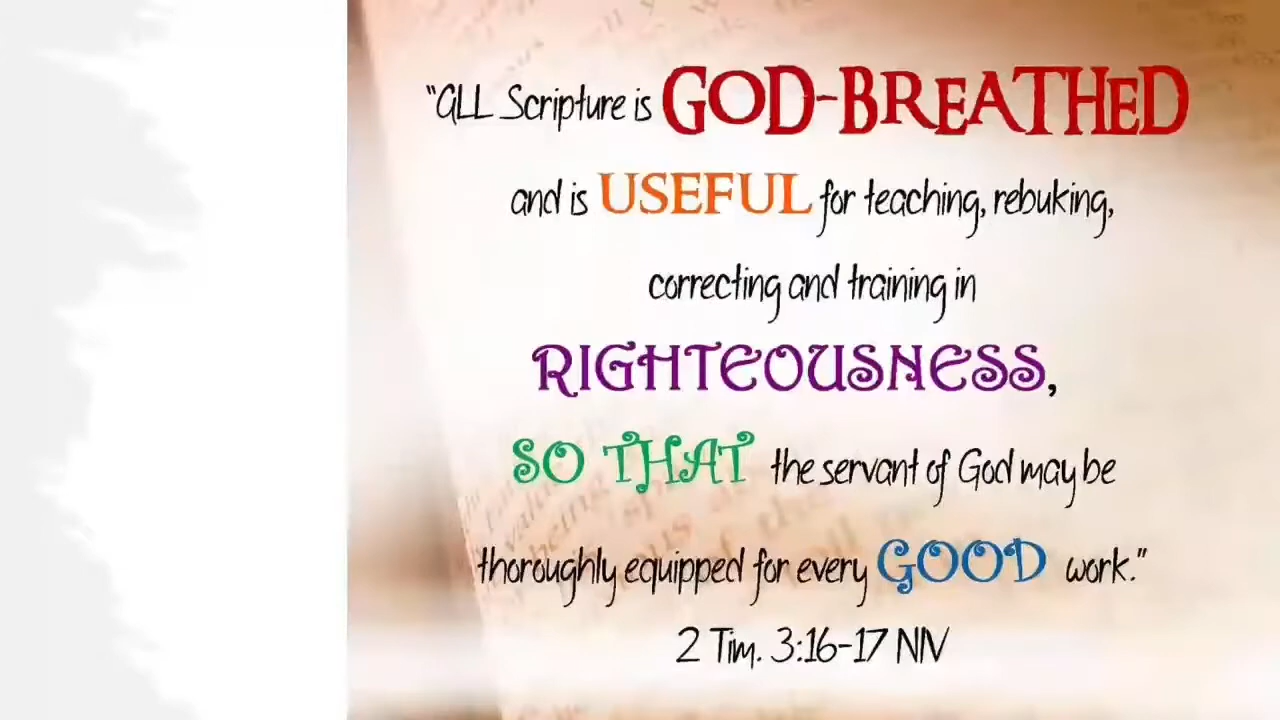 "ALL Scripture is GOD-BREATHED
and is USEFUL for teaching, rebuking,
correcting and training in
RIGHTEOUSNESS,
SO THAT the servant of God may be
thoroughly equipped for every GOOD work."
2 Tim. 3:16-17 NIV